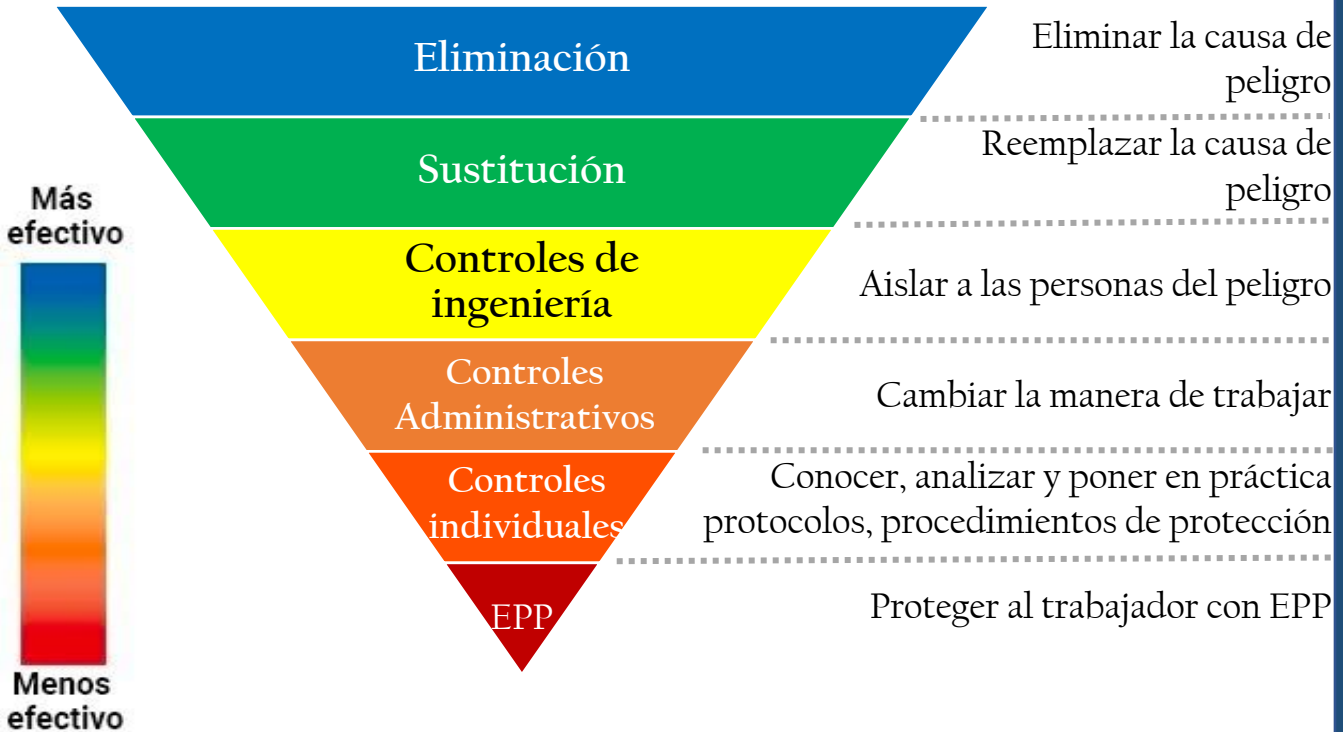 Eliminación
Eliminar la causa de
peligro
Sustitución
Reemplazar la causa de
peligro
Más
efectivo
Controles de
ingeniería
Aislar a las personas del peligro
Controles
Administrativos
Cambiar la manera de trabajar
Controles
individuales
Conocer, analizar y poner en práctica
protocolos, procedimientos de protección
EPP
Proteger al trabajador con EPP
Menos
efectivo